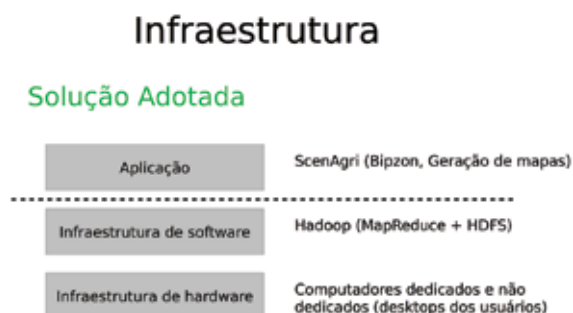 Infraestrutura
Solução Adotada
Aplicação
ScenAgri (Bipzon, Geração de mapas)
Infraestrutura de software
Hadoop (MapReduce + HDFS)
Infraestrutura de hardware
Computadores dedicados e não
dedicados (desktops dos usuários)